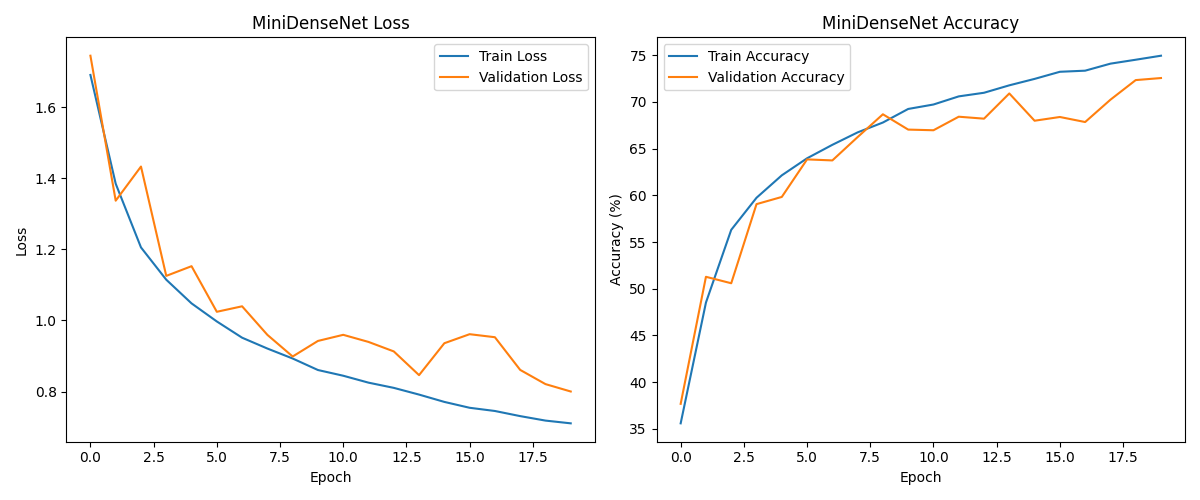 MiniDenseNet Loss
Train Loss
Validation Loss
1.6
1.4
1.2
1.0
0.8
Loss
0.0 2.5 5.0 7.5 10.0 12.5 15.0 17.5
Epoch
MiniDenseNet Accuracy
Train Accuracy
Validation Accuracy
75
70
65
60
55
50
45
40
35
Accuracy (%)
0.0 2.5 5.0 7.5 10.0 12.5 15.0 17.5
Epoch